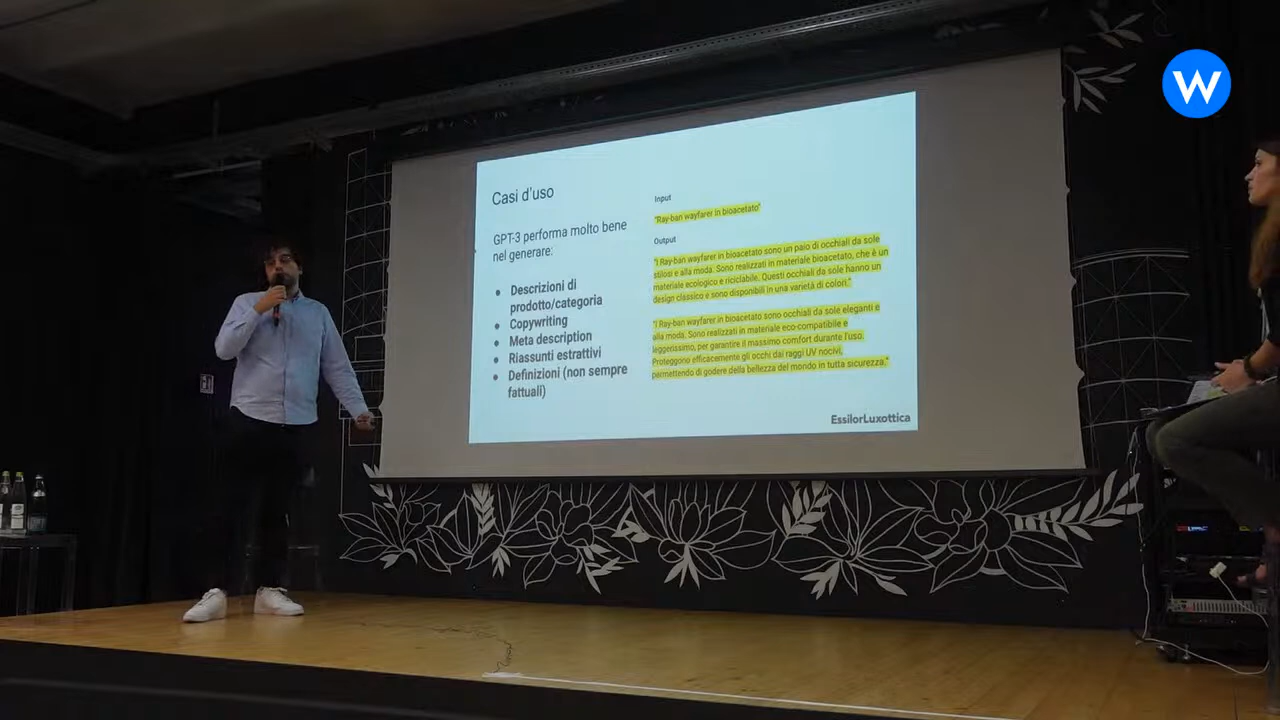 W
Casi d'uso
GPT-3 performa molto bene
nel generare:
● Descrizioni di
prodotto/categoria
● Copywriting
● Meta description
● Riassunti estrattivi
● Definizioni (non sempre
fattuali)
Input
"Ray-ban wayfarer in bioacetato"
Output
"I Ray-ban wayfarer in bioacetato sono un paio di occhiali da sole
stilosi e alla moda. Sono realizzati in materiale bioacetato, che è un
materiale ecologico e riciclabile. Questi occhiali da sole hanno un
design classico e sono disponibili in una varietà di colori."
"I Ray-ban wayfarer in bioacetato sono occhiali da sole eleganti e
alla moda. Sono realizzati in materiale eco-compatibile e
leggerissimo, per garantire il massimo comfort durante l'uso.
Proteggono efficacemente gli occhi dai raggi UV nocivi,
permettendo di godere della bellezza del mondo in tutta sicurezza."
EssilorLuxottica